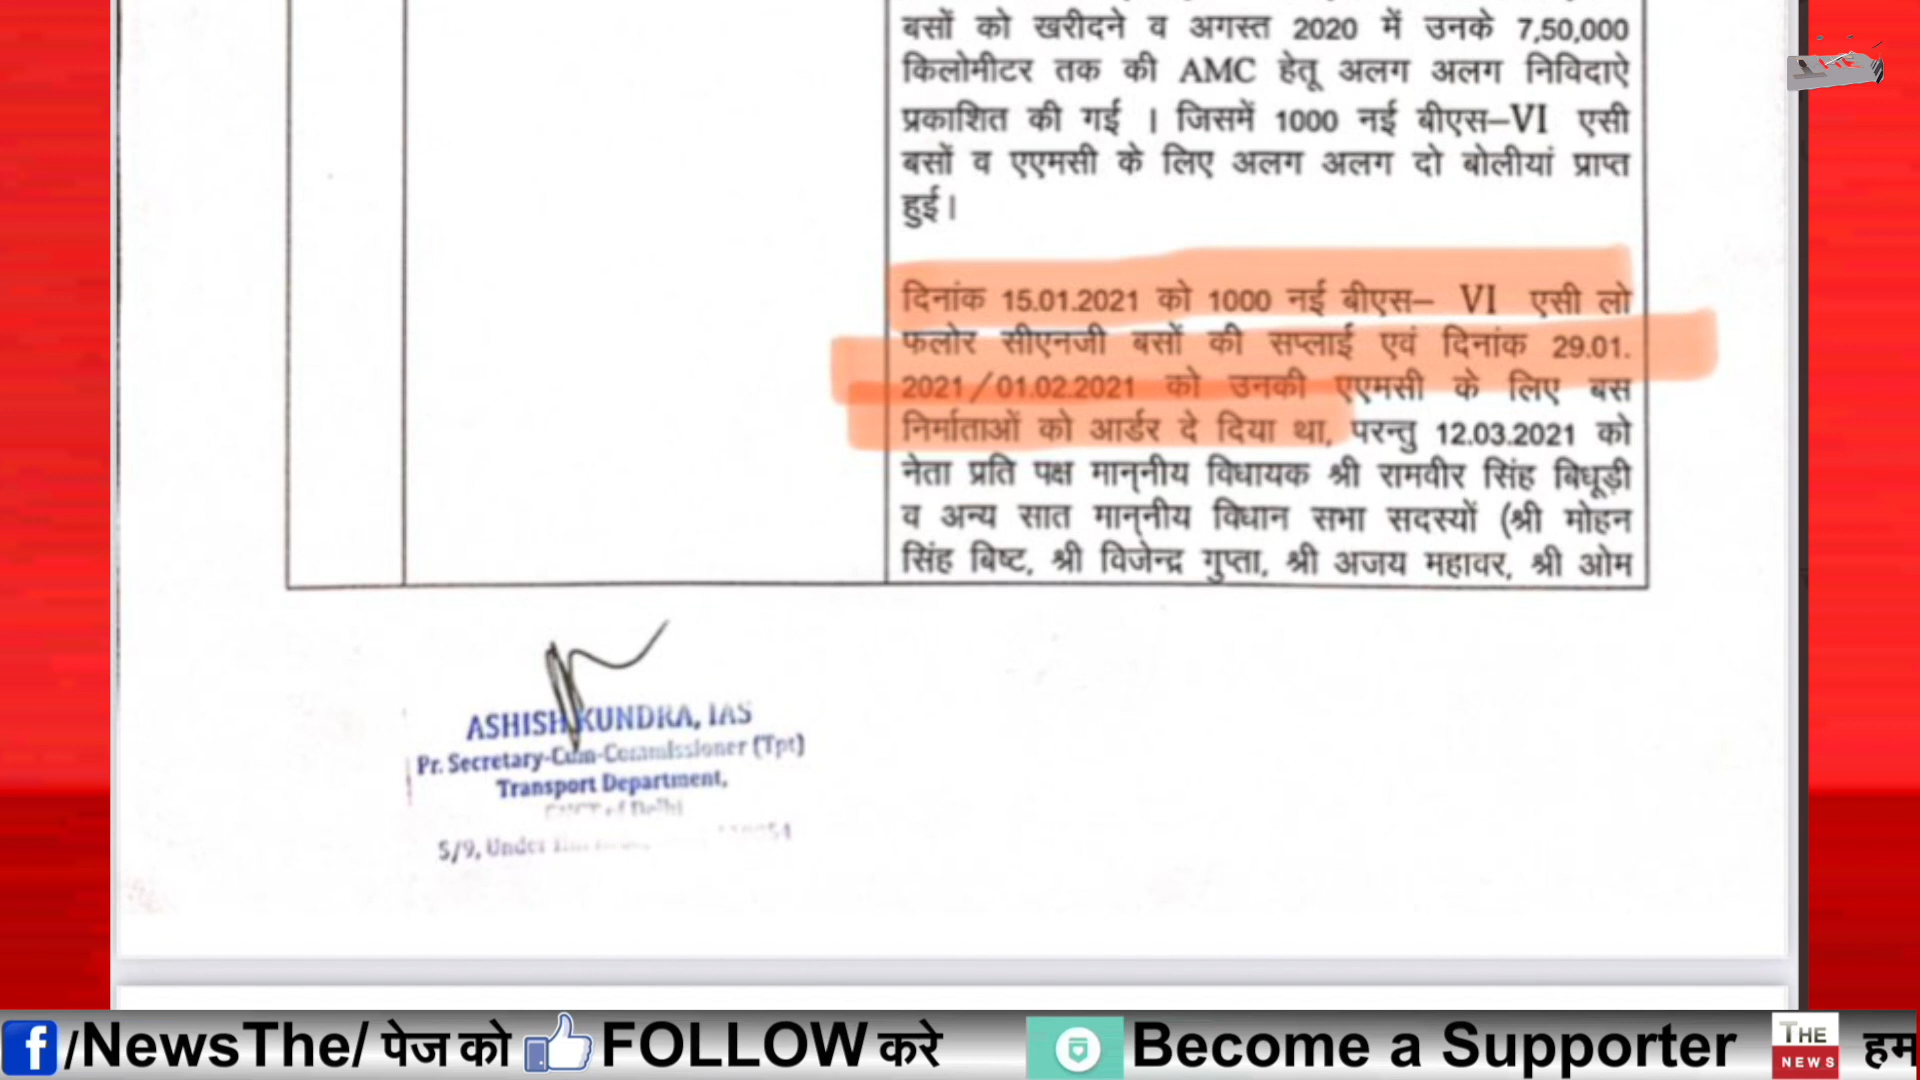 बसों को खरीदने व अगस्त 2020 में उनके 7,50,000
किलोमीटर तक की AMC हेतू अलग अलग निविदाऐ
प्रकाशित की गई । जिसमें 1000 नई बीएस–VI एसी
बसों व एएमसी के लिए अलग अलग दो बोलीयां प्राप्त
हुई।
दिनांक 15.01.2021 को 1000 नई बीएस– VI एसी लो
फलोर सीएनजी बसों की सप्लाई एवं दिनांक 29.01.
2021/01.02.2021 को उनकी एएमसी के लिए बस
निर्माताओं को आर्डर दे दिया था, परन्तु 12.03.2021 को
नेता प्रति पक्ष मान्नीय विधायक श्री रामवीर सिंह बिधूड़ी
व अन्य सात मान्नीय विधान सभा सदस्यों (श्री मोहन
सिंह बिष्ट, श्री विजेन्द्र गुप्ता, श्री अजय महावर, श्री ओम
ASHISH KUNDRA, IAS
Pr. Secretary-Cum-Commissioner (Tpt)
Transport Department,
of Delhi
5/9, Under
/NewsThe/ पेज को FOLLOW करे Become a Supporter THE NEWS हम